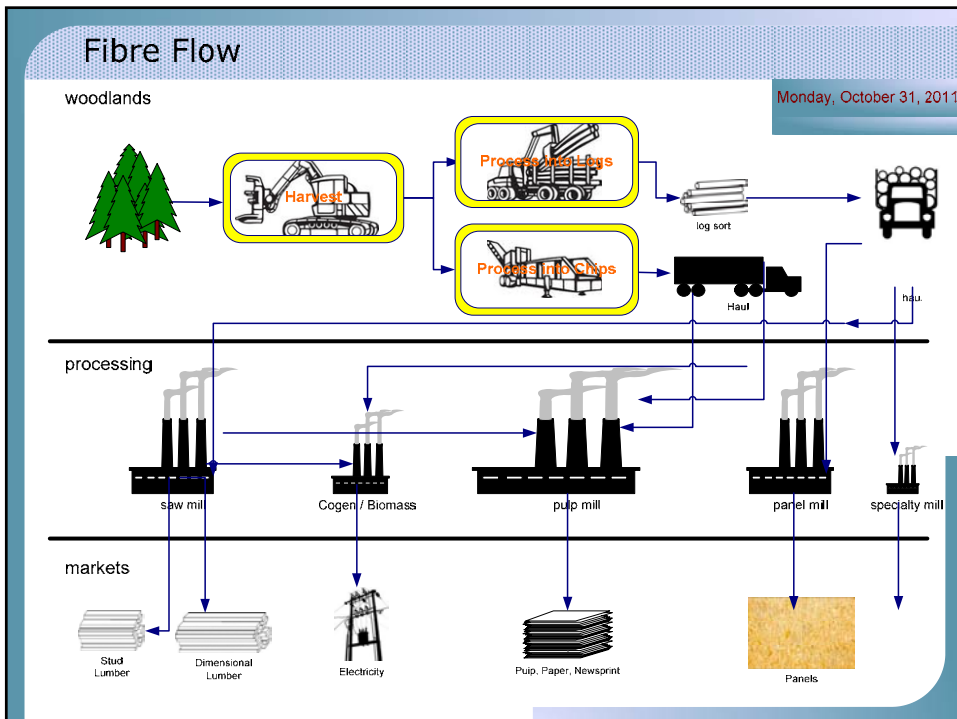 Fibre Flow
woodlands
Monday, October 31, 2011
Harvest
Process into Logs
log sort
Process into Chips
Haul
hau.
processing
saw mill
Cogen / Biomass
pulp mill
panel mill
specialty mill
markets
Stud
Lumber
Dimensional
Lumber
Electricity
Pulp, Paper, Newsprint
Panels